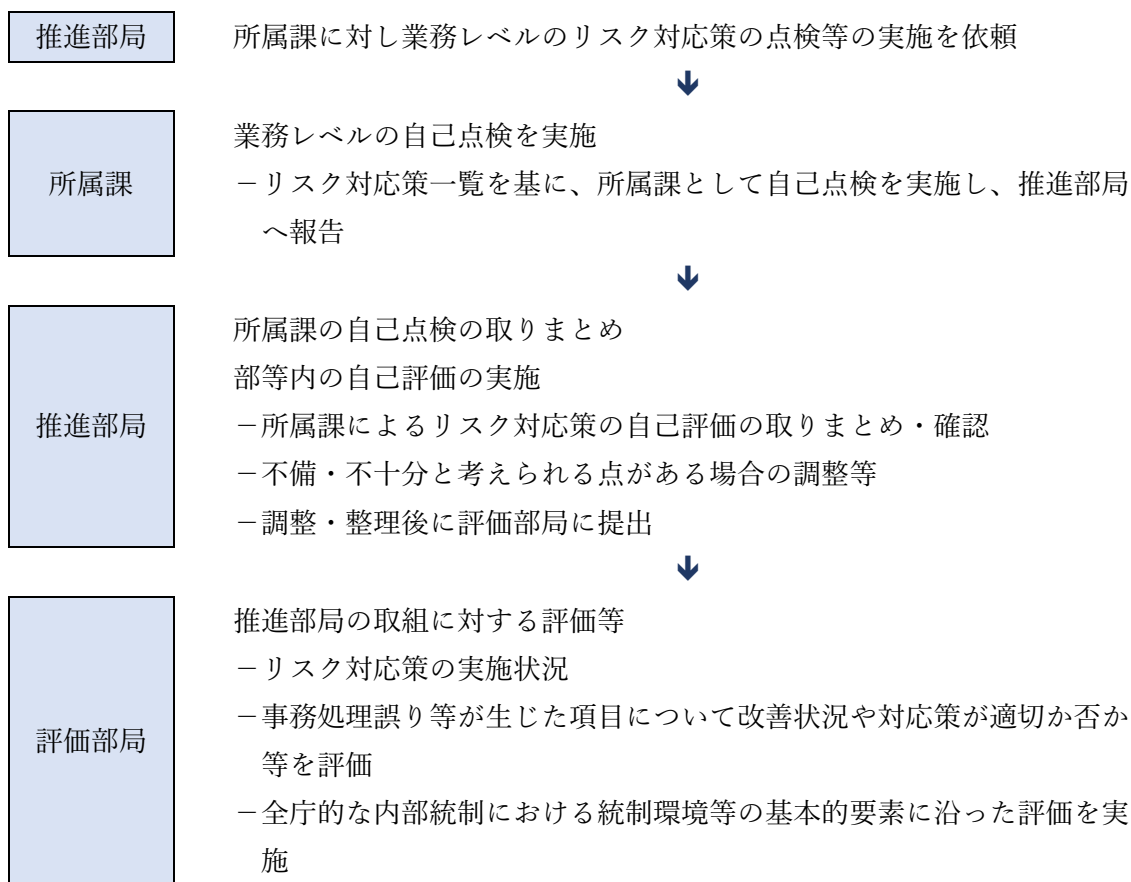 推進部局
所属課に対し業務レベルのリスク対応策の点検等の実施を依頼
所属課
業務レベルの自己点検を実施
－リスク対応策一覧を基に、所属課として自己点検を実施し、推進部局
へ報告
推進部局
所属課の自己点検の取りまとめ
部等内の自己評価の実施
－所属課によるリスク対応策の自己評価の取りまとめ・確認
－不備・不十分と考えられる点がある場合の調整等
－調整・整理後に評価部局に提出
評価部局
推進部局の取組に対する評価等
－リスク対応策の実施状況
－事務処理誤り等が生じた項目について改善状況や対応策が適切か否か
等を評価
－全庁的な内部統制における統制環境等の基本的要素に沿った評価を実
施